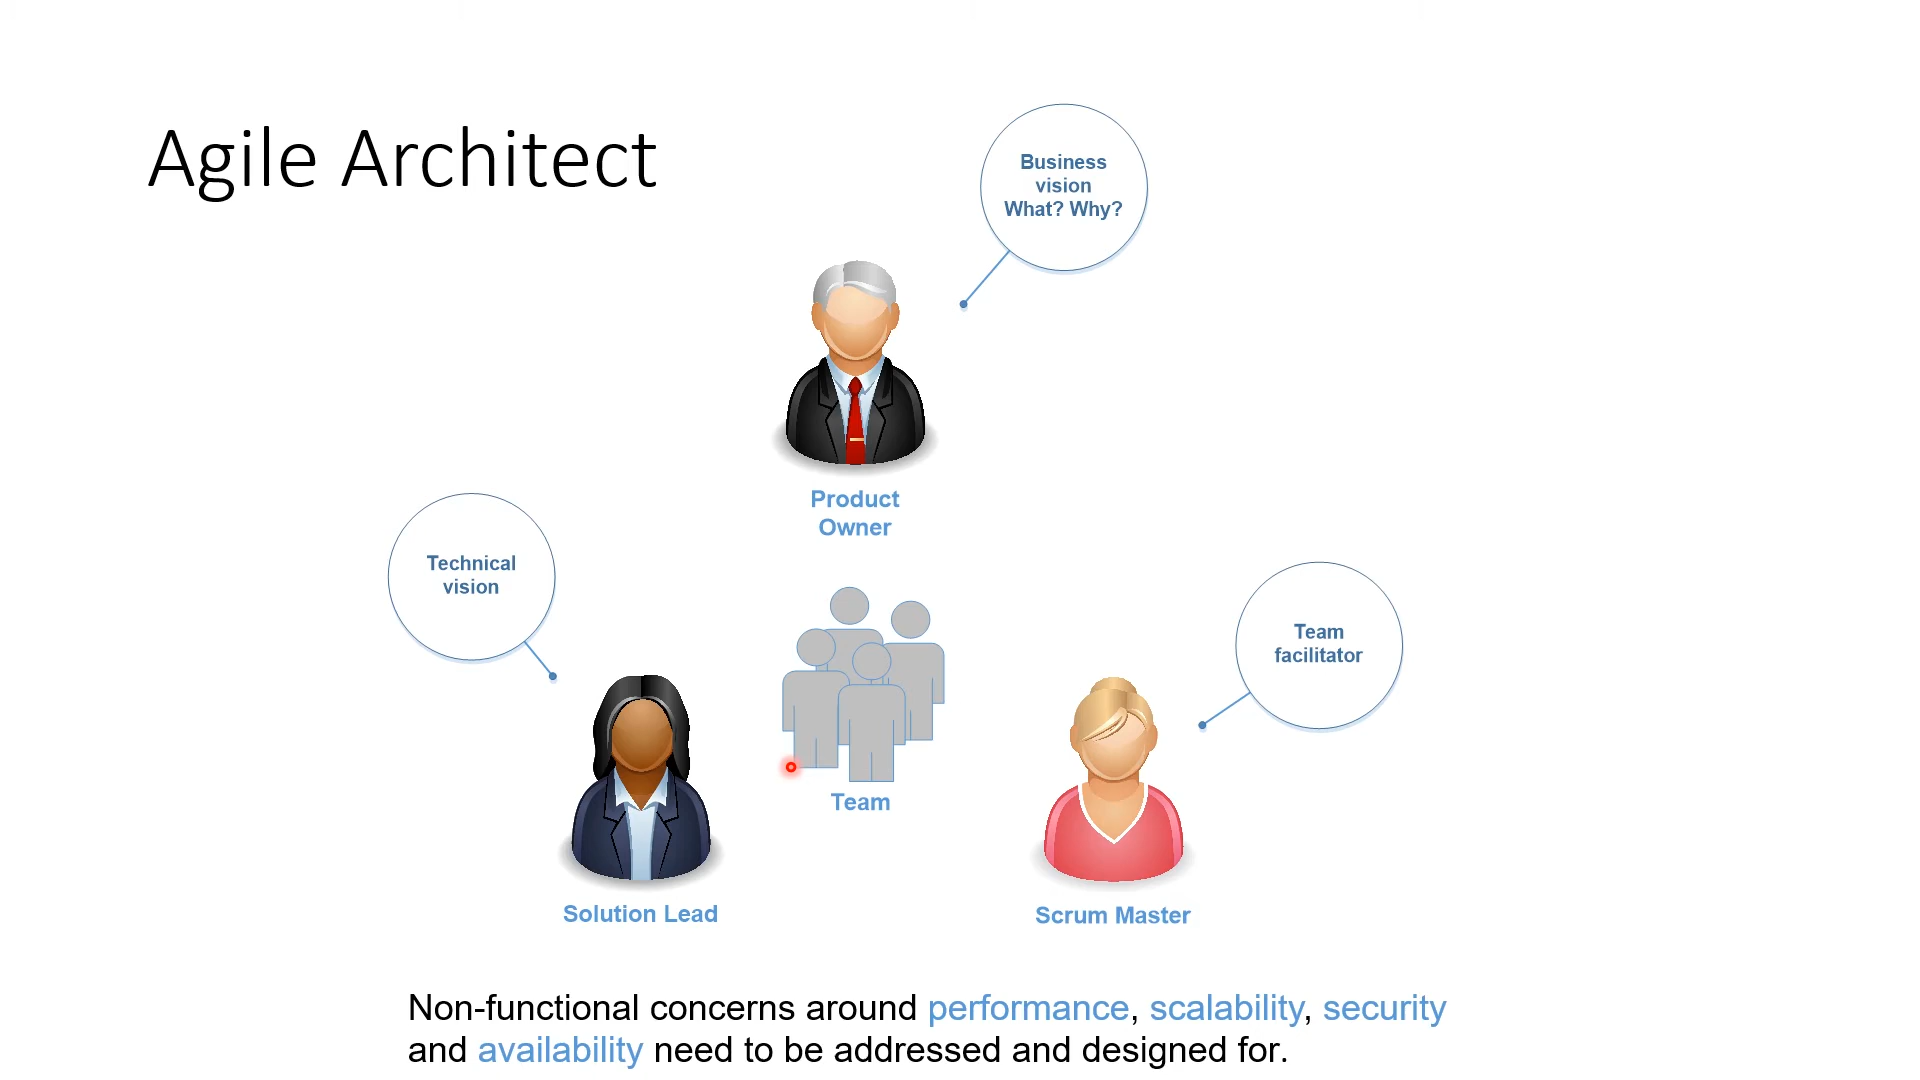 Agile Architect
Business
vision
What? Why?
Product
Owner
Technical
vision
Team
facilitator
Team
Solution Lead
Scrum Master
Non-functional concerns around performance, scalability, security
and availability need to be addressed and designed for.